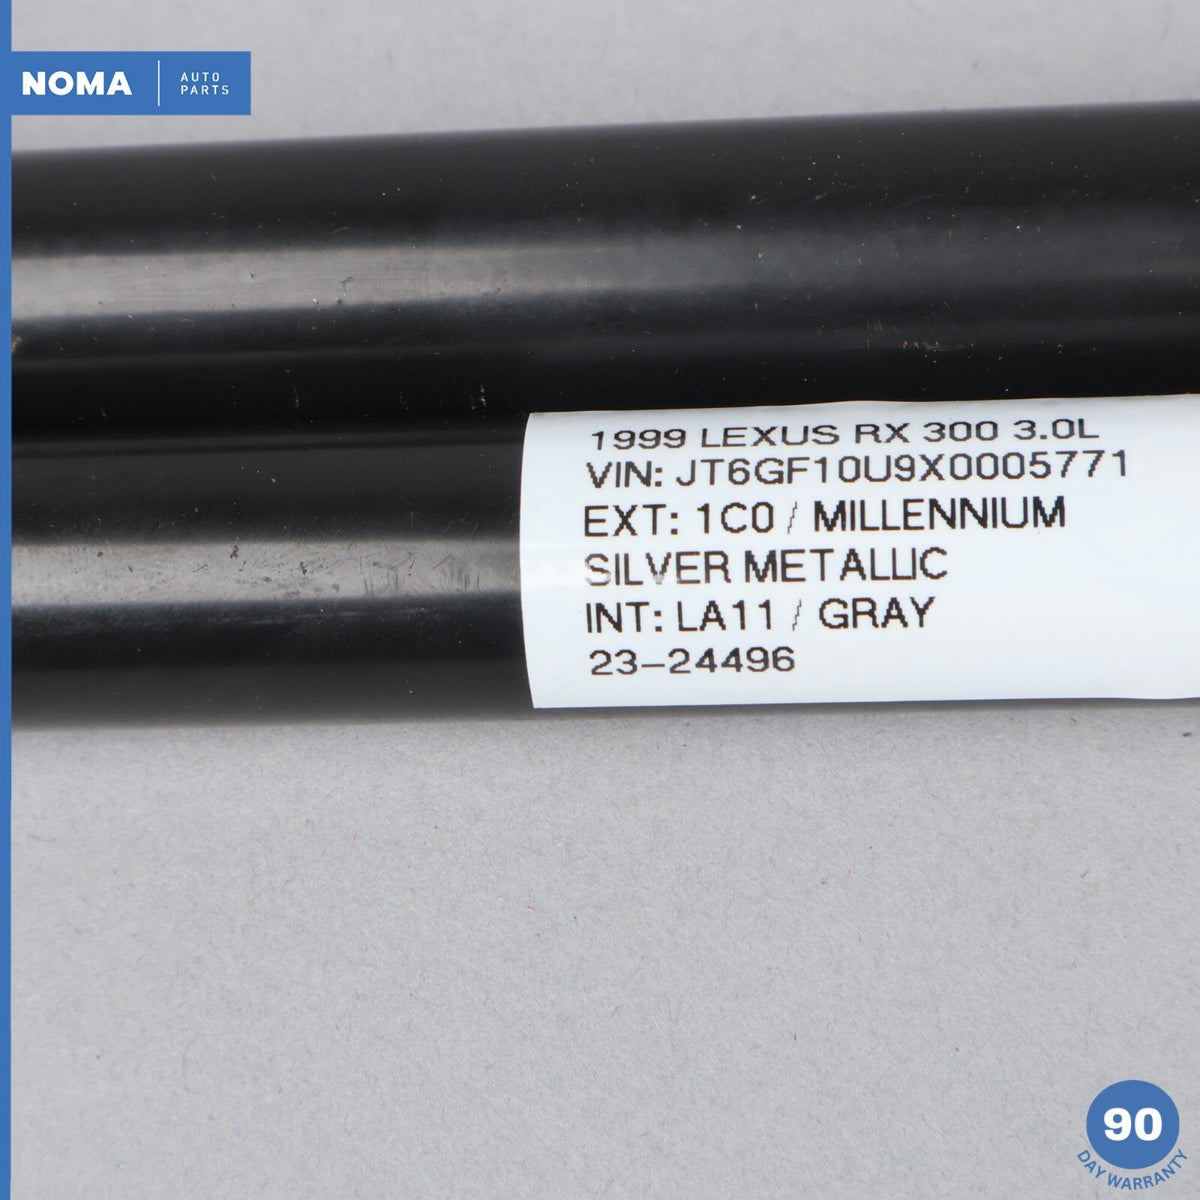 NOMA
AUTO
PARTS
1999 LEXUS RX 300 3.0L
VIN: JT6GF10U9X0005771
EXT: 1C0 / MILLENNIUM
SILVER METALLIC
INT: LA11 / GRAY
23-24496
90
DAY WARRANTY